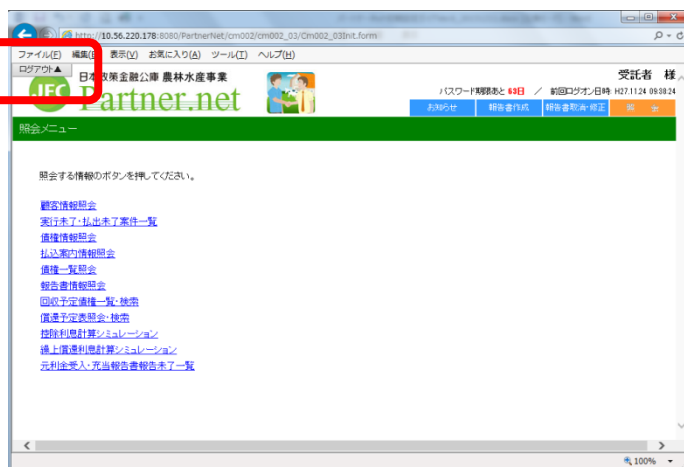 http://10.56.220.178:8080/PartnerNet/cm002/cm002_03/Cm002_03Init.form
ファイル(F) 編集(E) 表示(V) お気に入り(A) ツール(T) ヘルプ(H)
ログアウト▲
受託者 様
政策金融公庫 農林水産事業
JFC Partner.net
パスワード期限あと 63日 ／ 前回ログオン日時 H27.11.24 09:38:24
お知らせ 報告書作成 報告書取消・修正 照 会
照会メニュー
照会する情報のボタンを押してください。
顧客情報照会
実行未了・払出未了案件一覧
債権情報照会
払込案内情報照会
債権一覧照会
報告書情報照会
回収予定債権一覧・検索
償還予定表照会・検索
控除利息計算シミュレーション
繰上償還利息計算シミュレーション
元利金受入・充当報告書報告未了一覧
100%